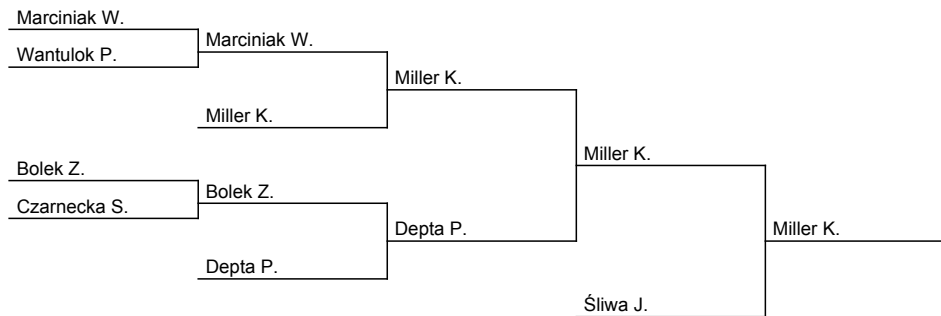 Marciniak W.
Wantulok P.
Marciniak W.
Miller K.
Miller K.
Bolek Z.
Czarnecka S.
Bolek Z.
Depta P.
Depta P.
Miller K.
Śliwa J.
Miller K.